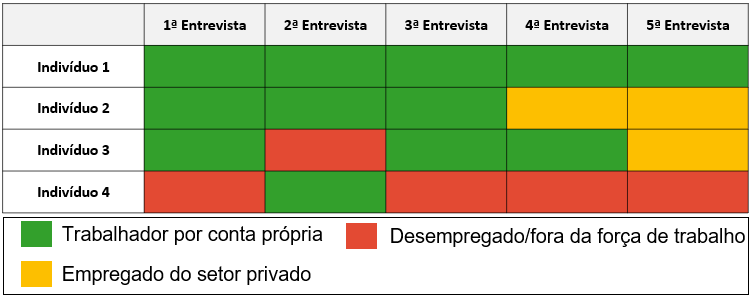 1ª Entrevista 2ª Entrevista 3ª Entrevista 4ª Entrevista 5ª Entrevista
Indivíduo 1
Indivíduo 2
Indivíduo 3
Indivíduo 4
Trabalhador por conta própria Desempregado/fora da força de trabalho
Empregado do setor privado